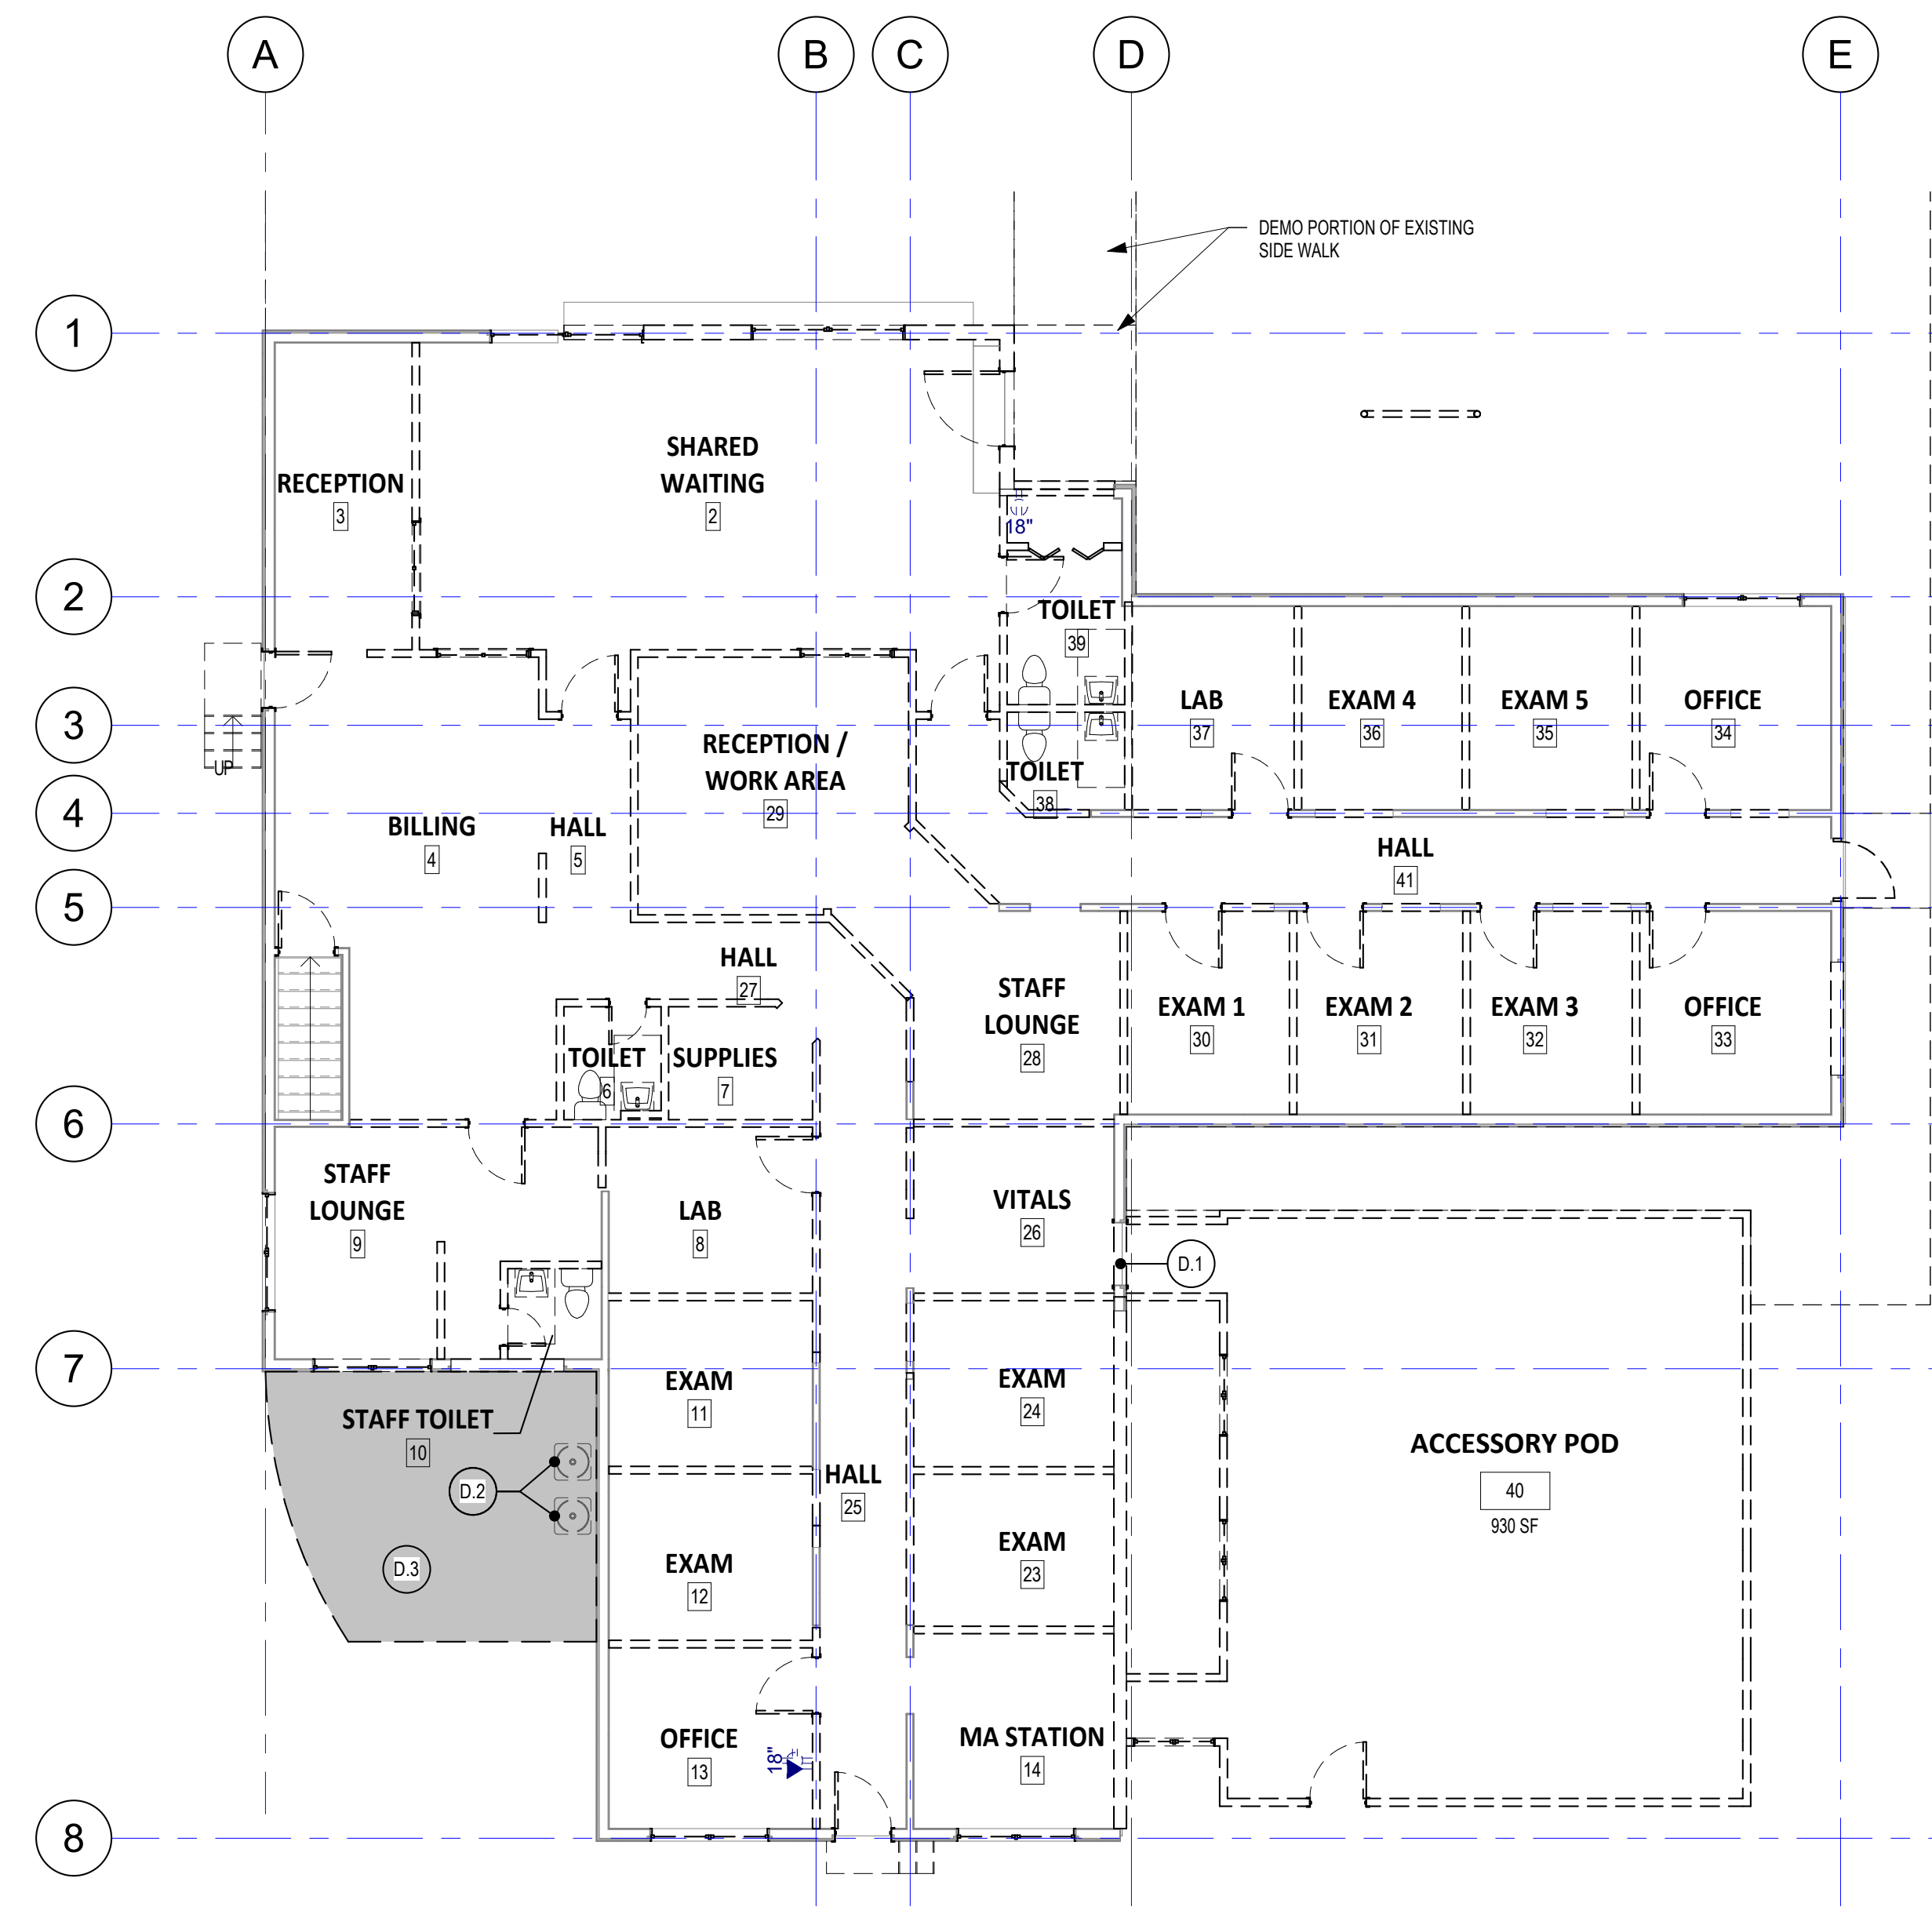 A
B
C
D
E
DEMO PORTION OF EXISTING
SIDE WALK
1
SHARED
WAITING
2
RECEPTION
3
18"
2
TOILET
39
LAB
37
EXAM 4
36
EXAM 5
35
OFFICE
34
3
UP
RECEPTION /
WORK AREA
29
TOILET
38
4
BILLING
4
HALL
5
HALL
41
5
HALL
27
STAFF
LOUNGE
28
EXAM 1
30
EXAM 2
31
EXAM 3
32
OFFICE
33
TOILET
6
SUPPLIES
7
6
STAFF
LOUNGE
9
LAB
8
VITALS
26
D.1
7
EXAM
11
EXAM
24
STAFF TOILET
10
ACCESSORY POD
40
930 SF
HALL
25
D.2
D.3
EXAM
12
EXAM
23
OFFICE
13
18"
MA STATION
14
8